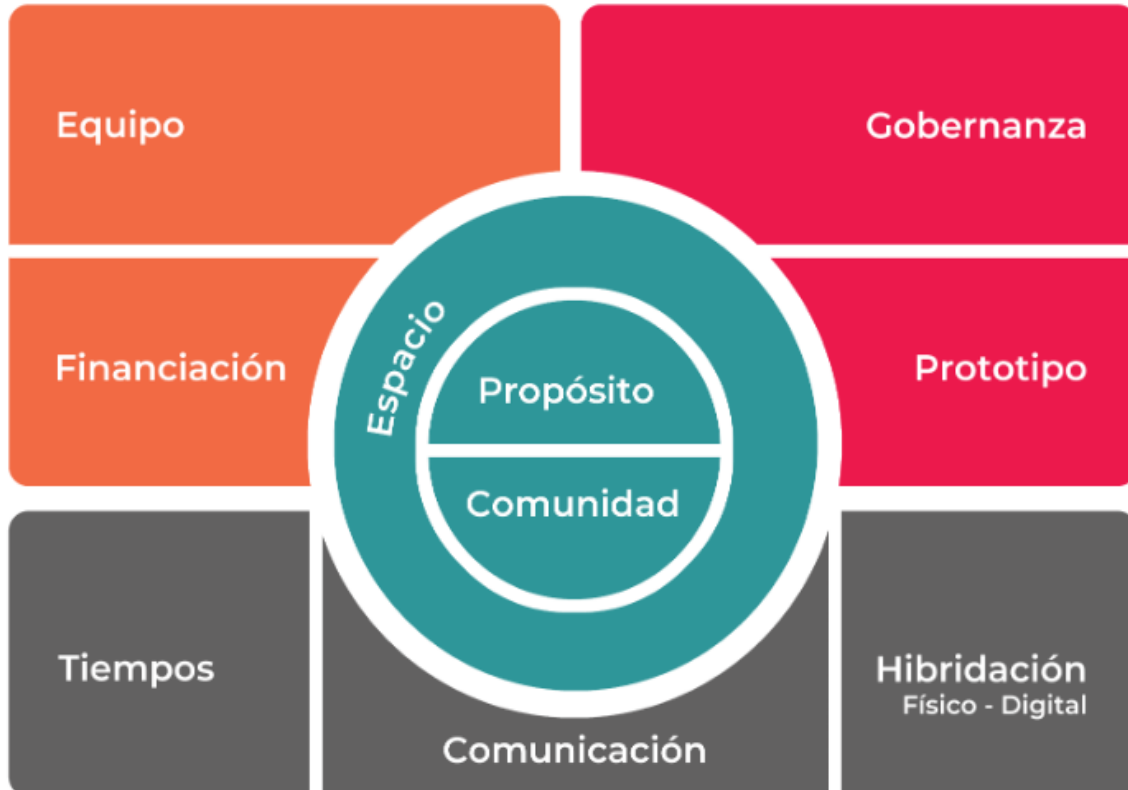 Equipo
Gobernanza
Financiación
Espacio
Propósito
Comunidad
Prototipo
Tiempos
Comunicación
Hibridación
Físico - Digital